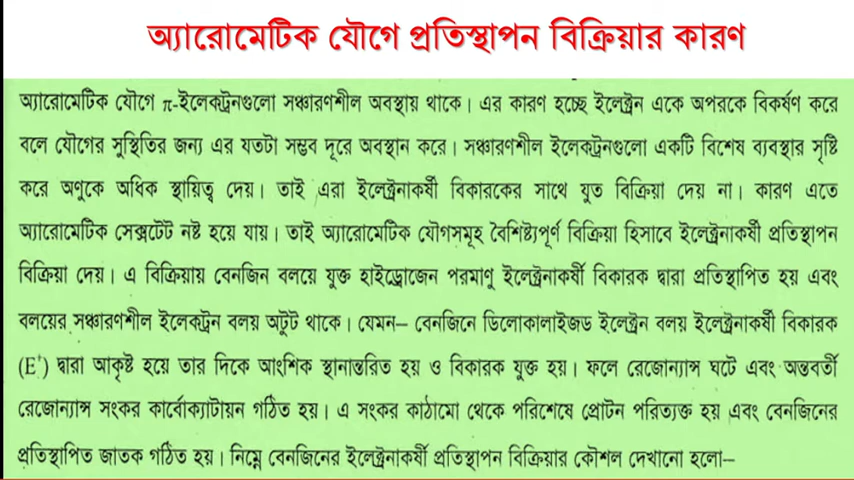 অ্যারোমেটিক যৌগে প্রতিস্থাপন বিক্রিয়ার কারণ
অ্যারোমেটিক যৌগে π-ইলেকট্রনগুলো সঞ্চারণশীল অবস্থায় থাকে। এর কারণ হচ্ছে ইলেক্ট্রন একে অপরকে বিকর্ষণ করে
বলে যৌগের সুস্থিতির জন্য এর যতটা সম্ভব দূরে অবস্থান করে। সঞ্চারণশীল ইলেকট্রনগুলো একটি বিশেষ ব্যবস্থার সৃষ্টি
করে অণুকে অধিক স্থায়িত্ব দেয়। তাই এরা ইলেক্ট্রনাকর্ষী বিকারকের সাথে যুত বিক্রিয়া দেয় না। কারণ এতে
অ্যারোমেটিক সেক্সটেট নষ্ট হয়ে যায়। তাই অ্যারোমেটিক যৌগসমূহ বৈশিষ্ট্যপূর্ণ বিক্রিয়া হিসাবে ইলেক্ট্রনাকর্ষী প্রতিস্থাপন
বিক্রিয়া দেয়। এ বিক্রিয়ায় বেনজিন বলয়ে যুক্ত হাইড্রোজেন পরমাণু ইলেক্ট্রনাকর্ষী বিকারক দ্বারা প্রতিস্থাপিত হয় এবং
বলয়ের সঞ্চারণশীল ইলেকট্রন বলয় অটুট থাকে। যেমন– বেনজিনে ডিলোকালাইজড ইলেক্ট্রন বলয় ইলেক্ট্রনাকর্ষী বিকারক
(E⁺) দ্বারা আকৃষ্ট হয়ে তার দিকে আংশিক স্থানান্তরিত হয় ও বিকারক যুক্ত হয়। ফলে রেজোন্যান্স ঘটে এবং অন্তবর্তী
রেজোন্যান্স সংকর কার্বোক্যাটায়ন গঠিত হয়। এ সংকর কাঠামো থেকে পরিশেষে প্রোটন পরিত্যক্ত হয় এবং বেনজিনের
প্রতিস্থাপিত জাতক গঠিত হয়। নিম্নে বেনজিনের ইলেক্ট্রনাকর্ষী প্রতিস্থাপন বিক্রিয়ার কৌশল দেখানো হলো–